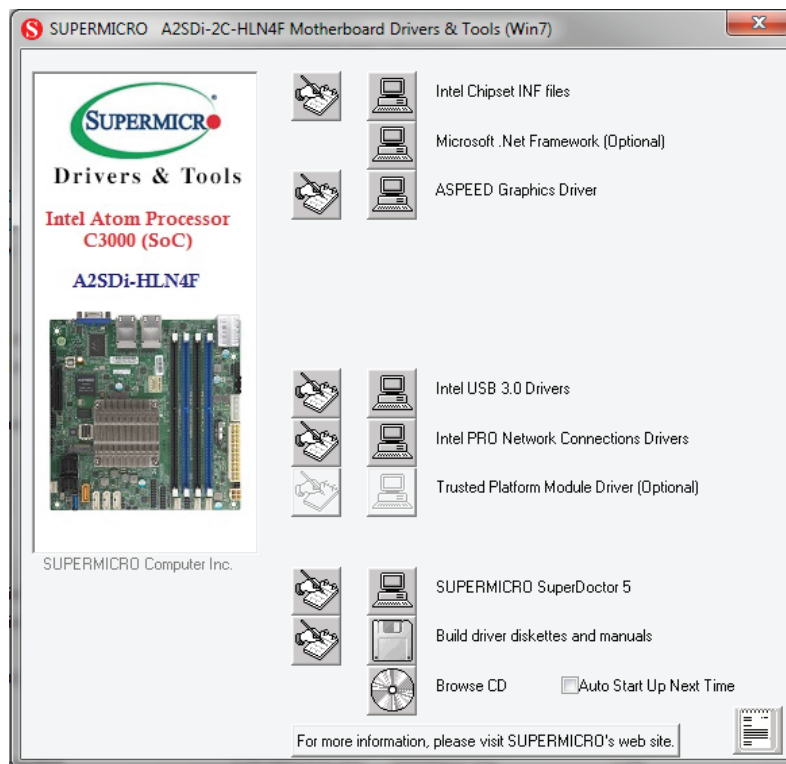 SUPERMICRO A2SDi-2C-HLN4F Motherboard Drivers & Tools (Win7)
SUPERMICRO
Drivers & Tools
Intel Atom Processor
C3000 (SoC)
A2SDi-HLN4F
SUPERMICRO Computer Inc.
Intel Chipset INF files
Microsoft .Net Framework (Optional)
ASPEED Graphics Driver
Intel USB 3.0 Drivers
Intel PRO Network Connections Drivers
Trusted Platform Module Driver (Optional)
SUPERMICRO SuperDoctor 5
Build driver diskettes and manuals
Browse CD
Auto Start Up Next Time
For more information, please visit SUPERMICRO's web site.